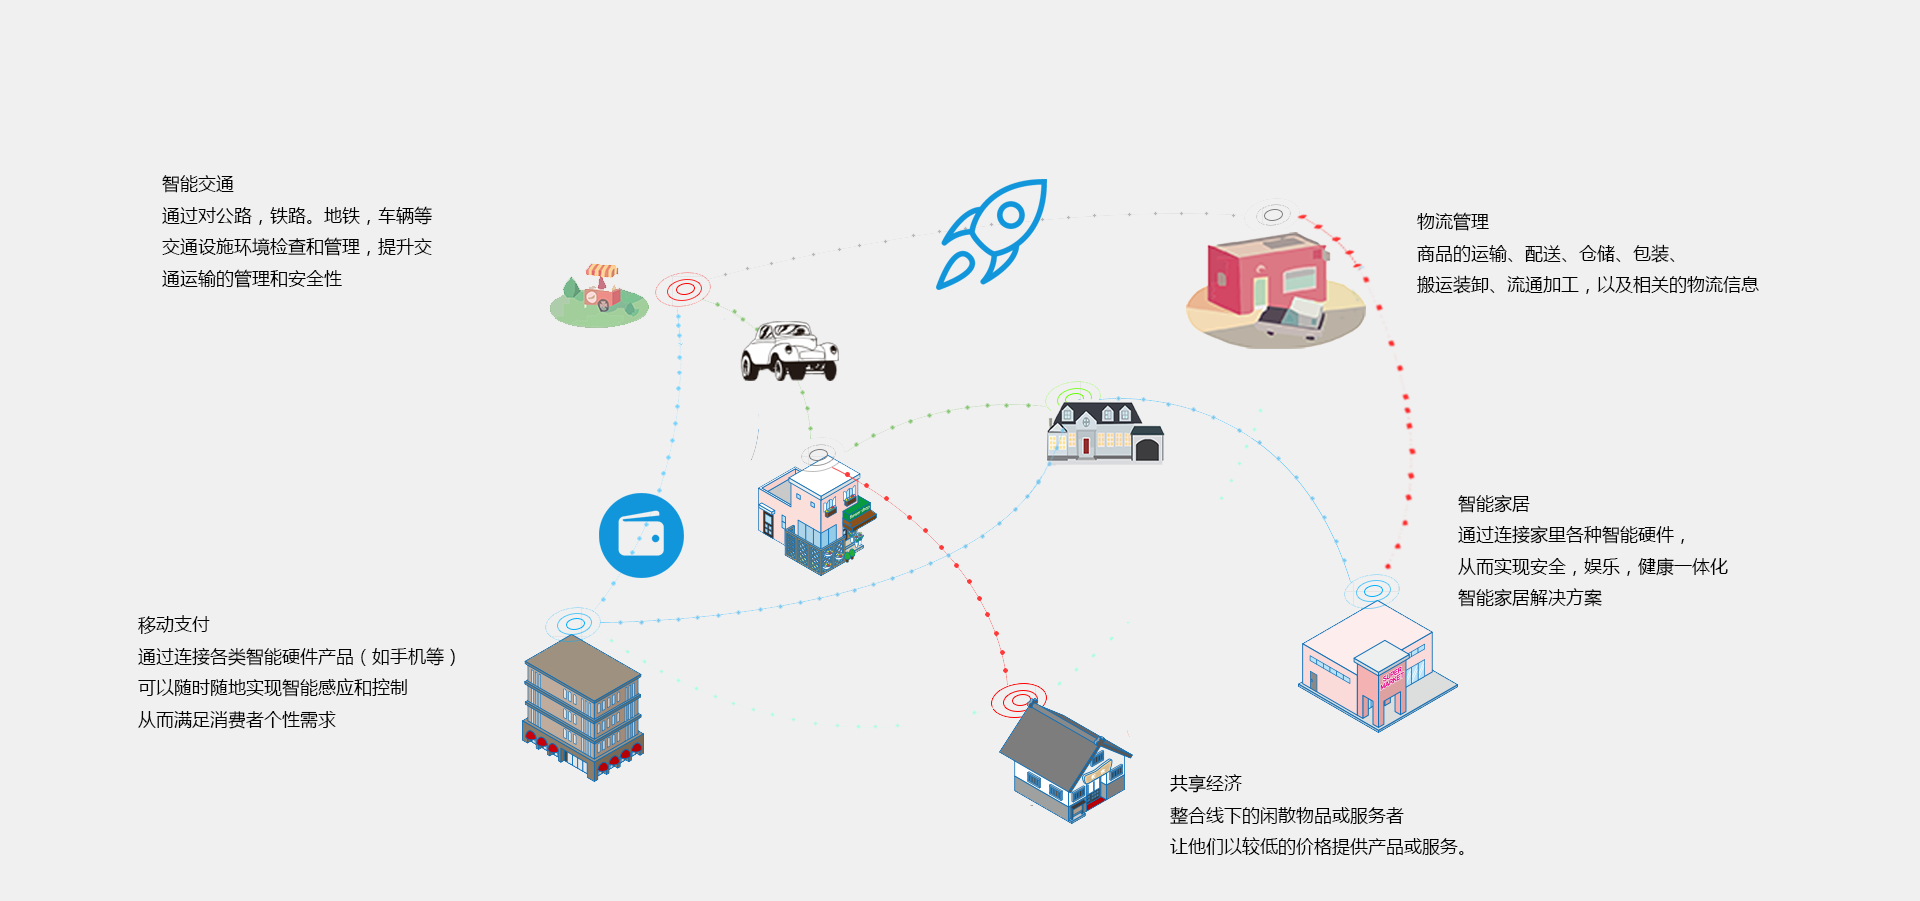 智能交通
通过对公路，铁路。地铁，车辆等
交通设施环境检查和管理，提升交
通运输的管理和安全性
物流管理
商品的运输、配送、仓储、包装、
搬运装卸、流通加工，以及相关的物流信息
智能家居
通过连接家里各种智能硬件，
从而实现安全，娱乐，健康一体化
智能家居解决方案
移动支付
通过连接各类智能硬件产品（如手机等）
可以随时随地实现智能感应和控制
从而满足消费者个性需求
SUPER
MARKET
共享经济
整合线下的闲散物品或服务者
让他们以较低的价格提供产品或服务。